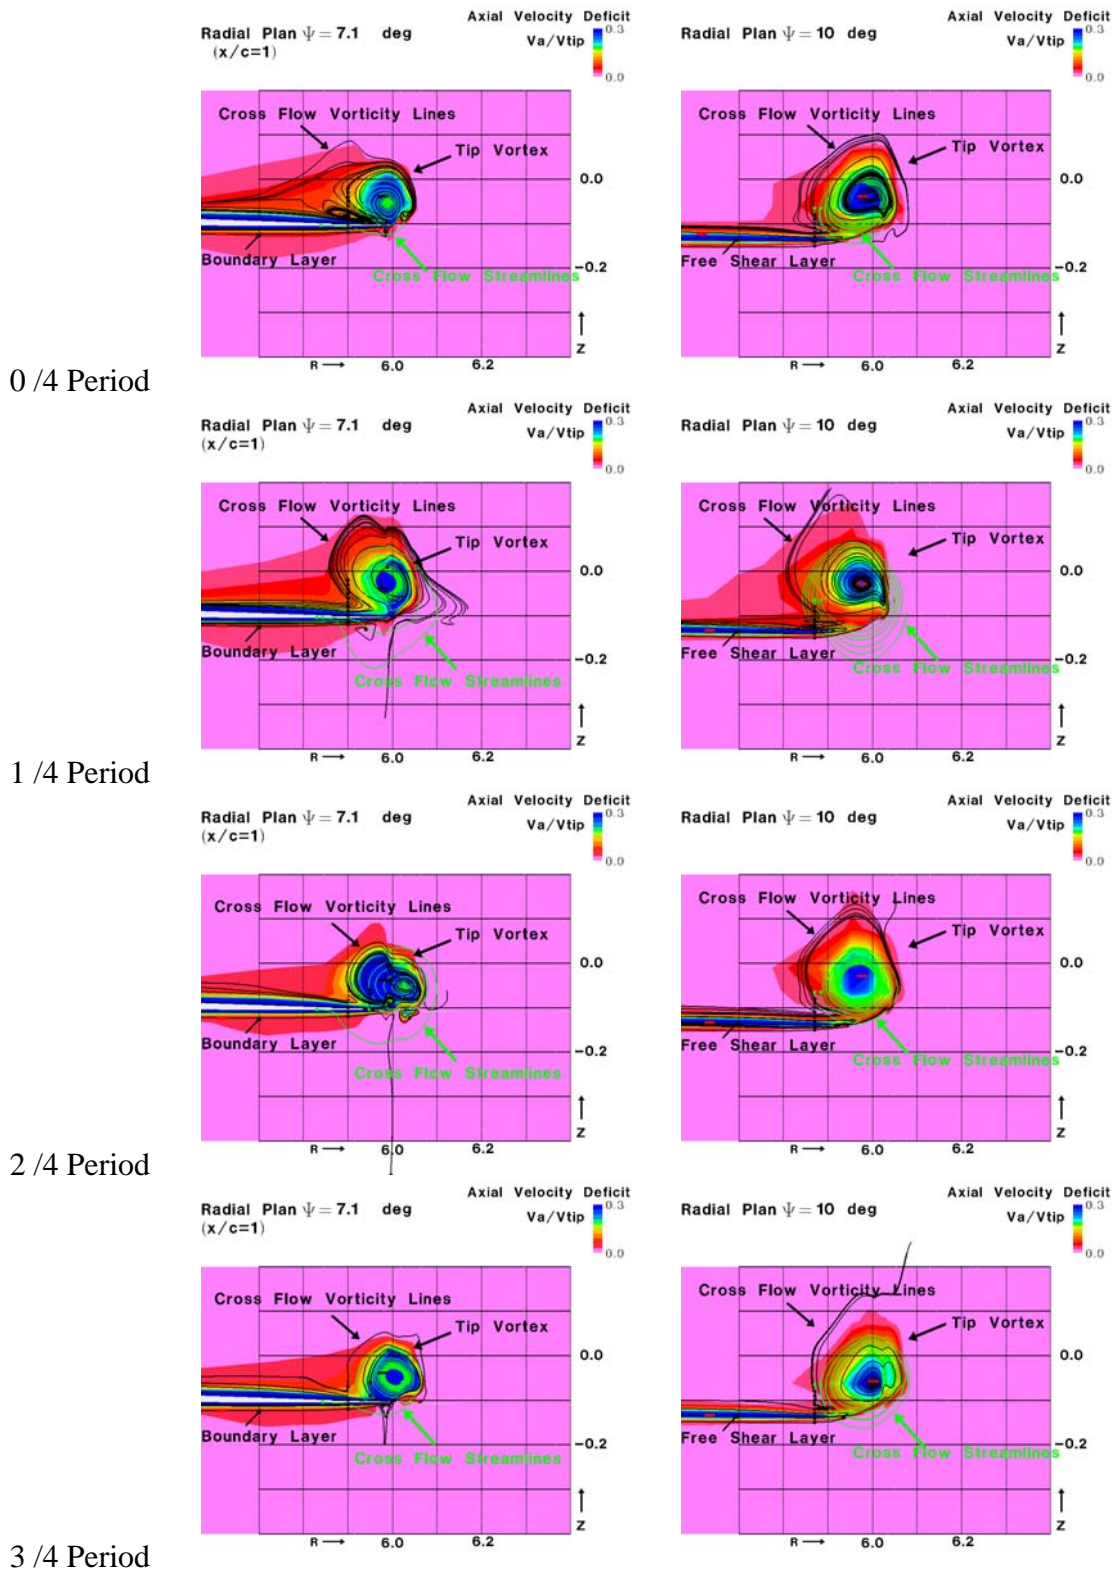 Axial Velocity Deficit
Radial Plan Ψ = 7.1 deg
Va/Vtip
0.3
(x/c=1)
0.0
Cross Flow Vorticity Lines
Tip Vortex
0.0
Boundary Layer
-0.2
Cross Flow Streamlines
Z
R → 6.0 6.2
Axial Velocity Deficit
Radial Plan Ψ = 10 deg
Va/Vtip
0.3
0.0
Cross Flow Vorticity Lines
Tip Vortex
0.0
Free Shear Layer
-0.2
Cross Flow Streamlines
Z
R → 6.0 6.2
0 /4 Period
Axial Velocity Deficit
Radial Plan Ψ = 7.1 deg
Va/Vtip
0.3
(x/c=1)
0.0
Cross Flow Vorticity Lines
Tip Vortex
0.0
Boundary Layer
-0.2
Cross Flow Streamlines
Z
R → 6.0 6.2
Axial Velocity Deficit
Radial Plan Ψ = 10 deg
Va/Vtip
0.3
0.0
Cross Flow Vorticity Lines
Tip Vortex
0.0
Free Shear Layer
-0.2
Cross Flow Streamlines
Z
R → 6.0 6.2
1 /4 Period
Axial Velocity Deficit
Radial Plan Ψ = 7.1 deg
Va/Vtip
0.3
(x/c=1)
0.0
Cross Flow Vorticity Lines
Tip Vortex
0.0
Boundary Layer
-0.2
Cross Flow Streamlines
Z
R → 6.0 6.2
Axial Velocity Deficit
Radial Plan Ψ = 10 deg
Va/Vtip
0.3
0.0
Cross Flow Vorticity Lines
Tip Vortex
0.0
Free Shear Layer
-0.2
Cross Flow Streamlines
Z
R → 6.0 6.2
2 /4 Period
Axial Velocity Deficit
Radial Plan Ψ = 7.1 deg
Va/Vtip
0.3
(x/c=1)
0.0
Cross Flow Vorticity Lines
Tip Vortex
0.0
Boundary Layer
-0.2
Cross Flow Streamlines
Z
R → 6.0 6.2
Axial Velocity Deficit
Radial Plan Ψ = 10 deg
Va/Vtip
0.3
0.0
Cross Flow Vorticity Lines
Tip Vortex
0.0
Free Shear Layer
-0.2
Cross Flow Streamlines
Z
R → 6.0 6.2
3 /4 Period